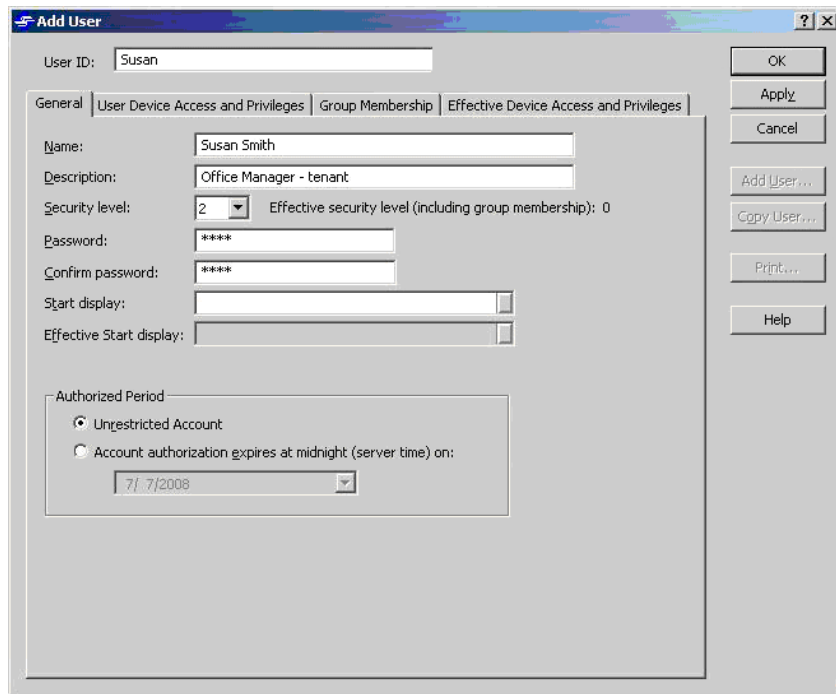 Add User
User ID: Susan
OK
General User Device Access and Privileges Group Membership Effective Device Access and Privileges
Apply
Cancel
Name: Susan Smith
Description: Office Manager - tenant
Add User...
Security level: 2 Effective security level (including group membership): 0
Copy User...
Password: ****
Confirm password: ****
Print...
Start display:
Effective Start display:
Help
Authorized Period
Unrestricted Account
Account authorization expires at midnight (server time) on:
7/ 7/2008